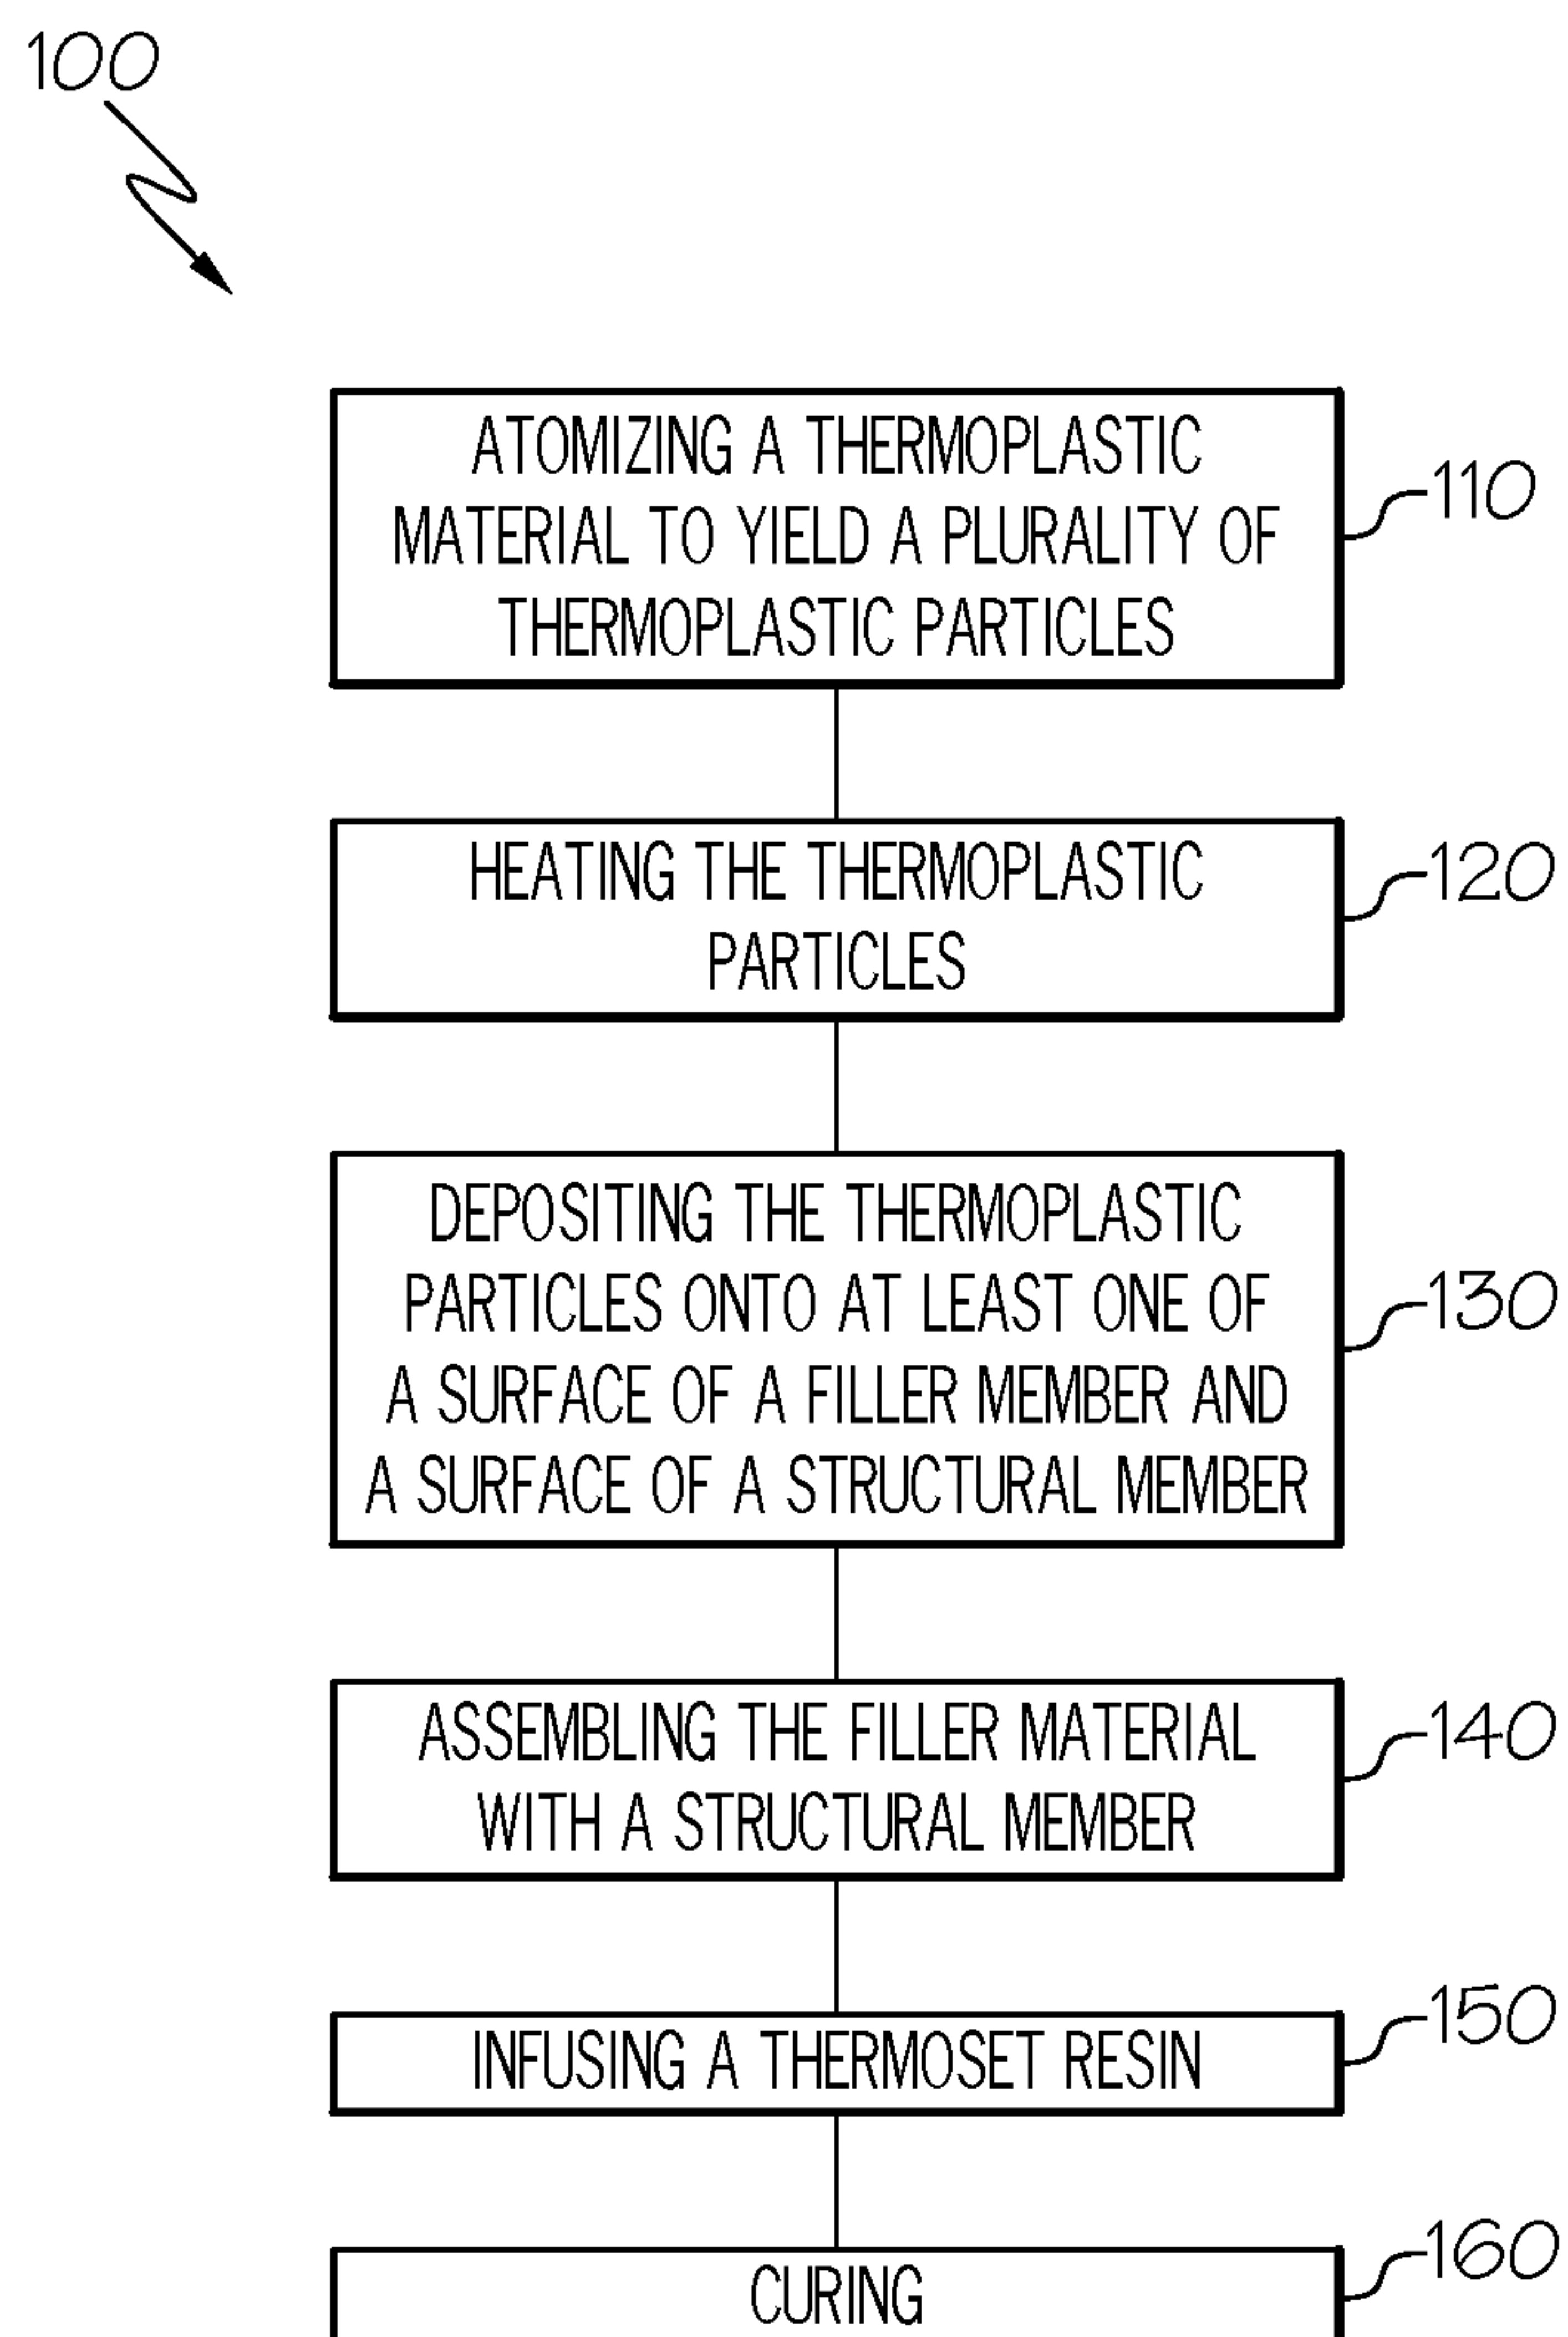 100
ATOMIZING A THERMOPLASTIC
MATERIAL TO YIELD A PLURALITY OF
THERMOPLASTIC PARTICLES
110
HEATING THE THERMOPLASTIC
PARTICLES
120
DEPOSITING THE THERMOPLASTIC
PARTICLES ONTO AT LEAST ONE OF
A SURFACE OF A FILLER MEMBER AND
A SURFACE OF A STRUCTURAL MEMBER
130
ASSEMBLING THE FILLER MATERIAL
WITH A STRUCTURAL MEMBER
140
INFUSING A THERMOSET RESIN
150
CURING
160